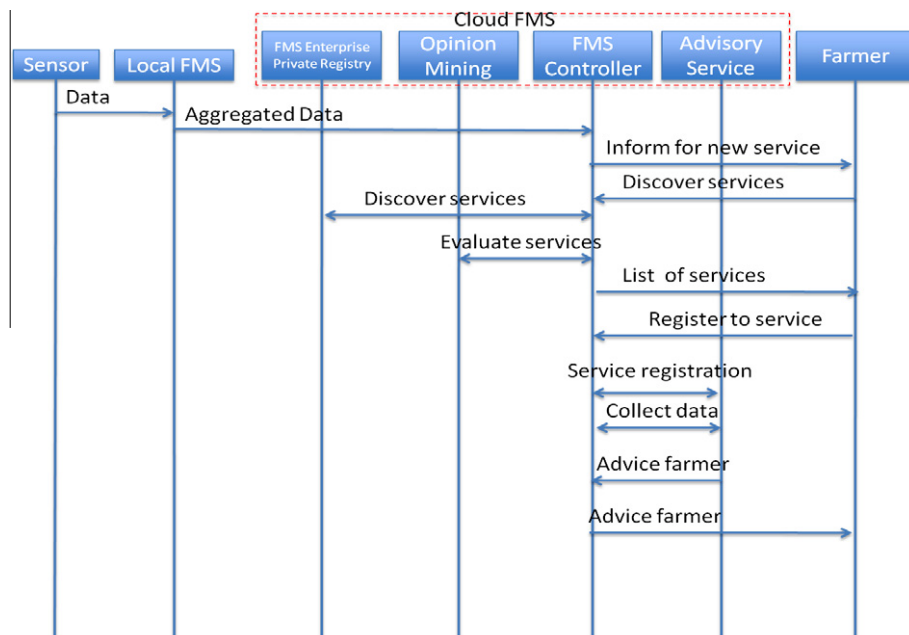 Cloud FMS
Sensor
Local FMS
FMS Enterprise
Private Registry
Opinion
Mining
FMS
Controller
Advisory
Service
Farmer
Data
Aggregated Data
Inform for new service
Discover services
Discover services
Evaluate services
List of services
Register to service
Service registration
Collect data
Advice farmer
Advice farmer